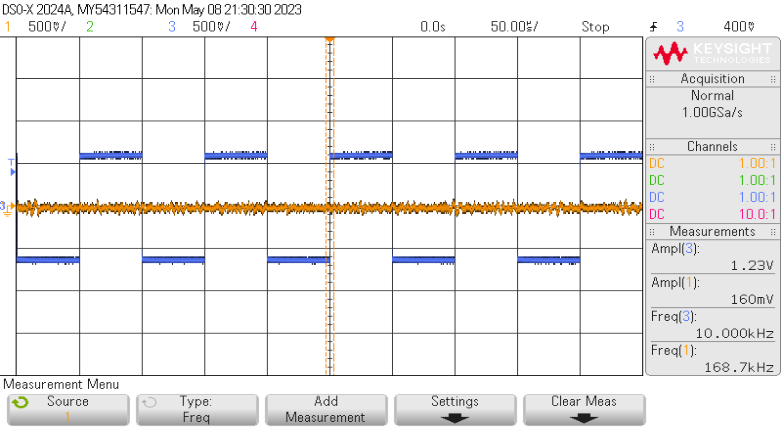 DSO-X 2024A, MY54311547: Mon May 08 21:30:30 2023
1 500mV/ 2 3 500mV/ 4 0.0s 50.00us/ Stop 3 400mV
KEYSIGHT
TECHNOLOGIES
Acquisition
Normal
1.00GSa/s
Channels
DC 1.00:1
DC 1.00:1
DC 1.00:1
DC 10.0:1
Measurements
Ampl(3):
1.23V
Ampl(1):
160mV
Freq(3):
10.000kHz
Freq(1):
168.7kHz
T
3
Measurement Menu
Source
1
Type:
Freq
Add
Measurement
Settings
Clear Meas